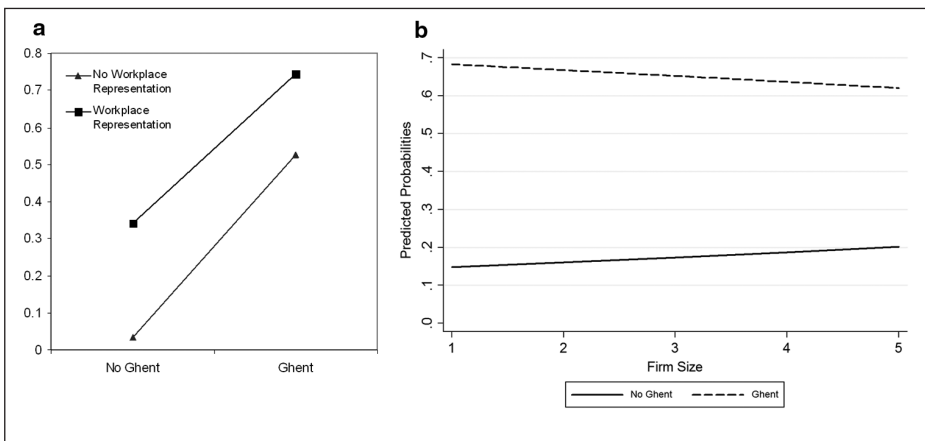 a
0.8
0.7
0.6
0.5
0.4
0.3
0.2
0.1
0
No Workplace
Representation
Workplace
Representation
No Ghent
Ghent
b
Predicted Probabilities
.7
.6
.5
.4
.3
.2
.1
.0
1
2
3
4
5
Firm Size
No Ghent
Ghent